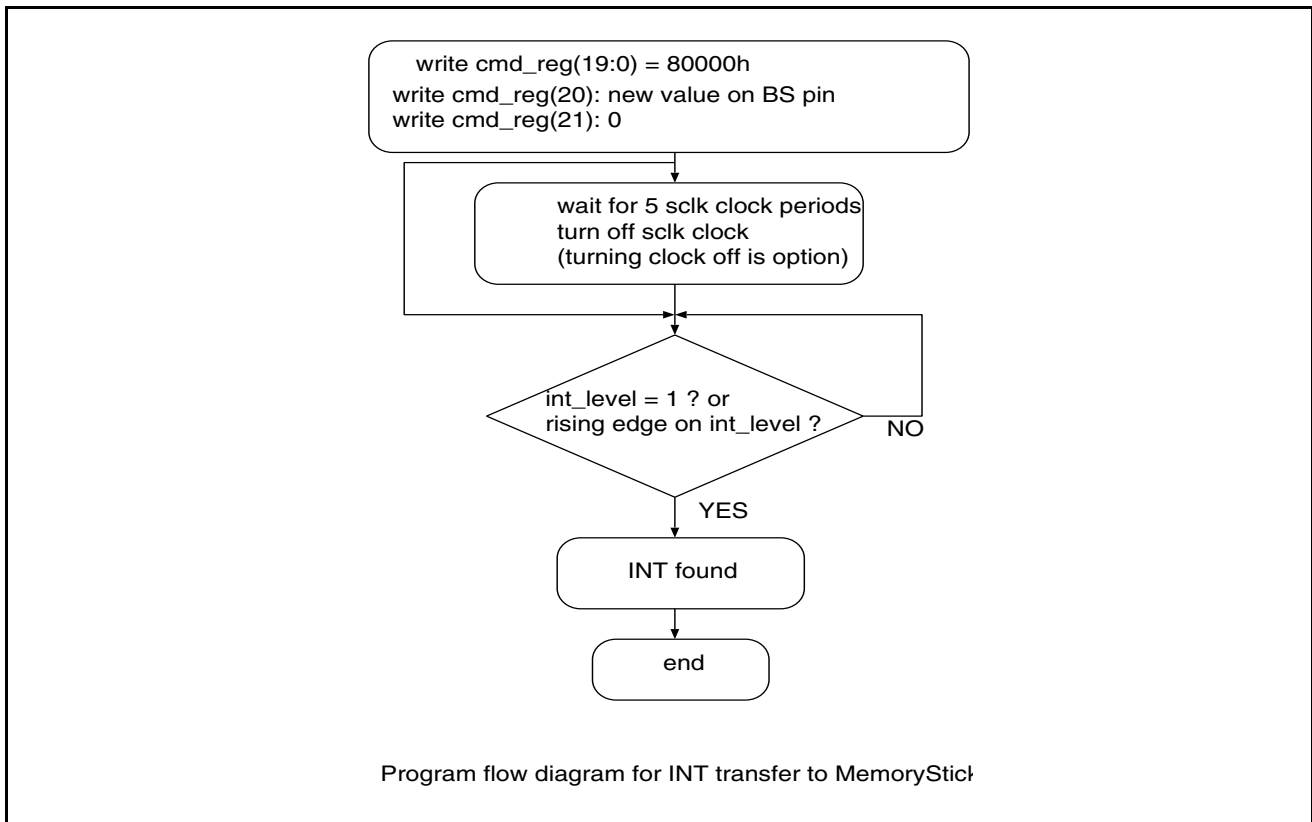 write cmd_reg(19:0) = 80000h
write cmd_reg(20): new value on BS pin
write cmd_reg(21): 0
wait for 5 sclk clock periods
turn off sclk clock
(turning clock off is option)
int_level = 1 ? or
rising edge on int_level ?
NO
YES
INT found
end
Program flow diagram for INT transfer to MemoryStick